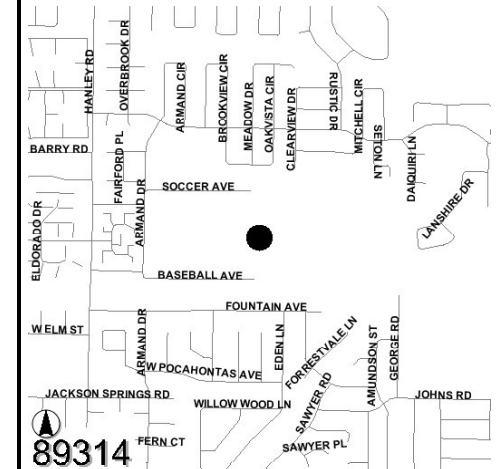 HANLEY RD
OVERBROOK DR
ARMAND CIR
BROOKVIEW CIR
MEADOW DR
OAKVISTA CIR
CLEARVIEW DR
RUSTIC DR
MITCHELL CIR
SETON LN
DAIQUIRI LN
LANSHIRE DR
BARRY RD
FAIRFORD PL
ARMAND DR
SOCCER AVE
ELDORADO DR
BASEBALL AVE
FOUNTAIN AVE
W ELM ST
ARMAND DR
EDEN LN
FORRESTVALE LN
AMUNDSON ST
GEORGE RD
W POCAHONTAS AVE
JACKSON SPRINGS RD
WILLOW WOOD LN
SAWYER RD
JOHNS RD
FERN CT
SAWYER PL
89314